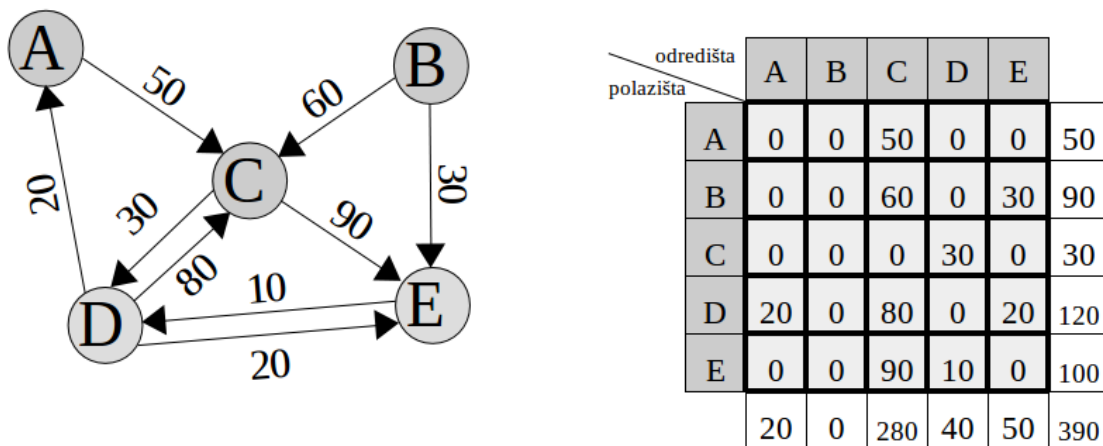 A
B
50
60
C
20
30
30
80
90
D
10
E
20
odredišta
polazišta
A B C D E
A 0 0 50 0 0 50
B 0 0 60 0 30 90
C 0 0 0 30 0 30
D 20 0 80 0 20 120
E 0 0 90 10 0 100
20 0 280 40 50 390